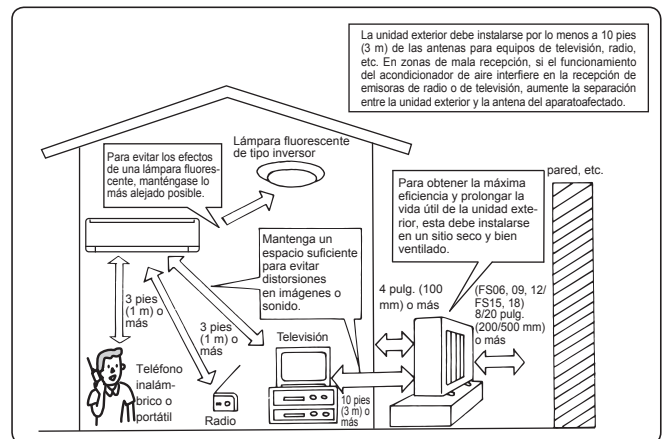 La unidad exterior debe instalarse por lo menos a 10 pies
(3 m) de las antenas para equipos de televisión, radio,
etc. En zonas de mala recepción, si el funcionamiento
del acondicionador de aire interfiere en la recepción de
emisoras de radio o de televisión, aumente la separación
entre la unidad exterior y la antena del aparatoafectado.
Lámpara fluorescente
de tipo inversor
Para evitar los efectos
de una lámpara fluores-
cente, manténgase lo
más alejado posible.
pared, etc.
Para obtener la máxima
eficiencia y prolongar la
vida útil de la unidad exte-
rior, esta debe instalarse
en un sitio seco y bien
ventilado.
Mantenga un
espacio suficiente
para evitar
distorsiones
en imágenes o
sonido.
4 pulg. (100
mm) o más
(FS06, 09, 12/
FS15, 18)
8/20 pulg.
(200/500 mm)
o más
3 pies
(1 m) o
más
3 pies
(1 m) o
más
Televisión
Teléfono
inalám-
brico o
portátil
Radio
10 pies
(3 m) o
más